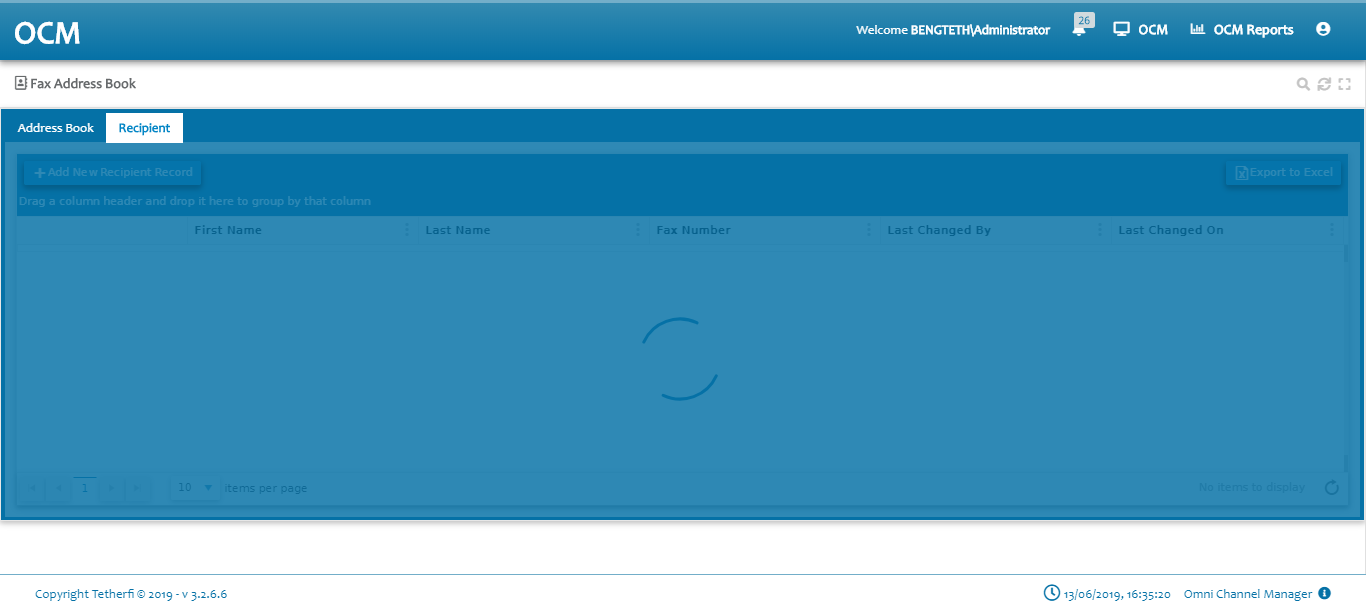 OCM
Welcome BENGTETH\Administrator
26
OCM
OCM Reports
Fax Address Book
Address Book
Recipient
Add New Recipient Record
Export to Excel
Drag a column header and drop it here to group by that column
First Name
Last Name
Fax Number
Last Changed By
Last Changed On
1
10
items per page
No items to display
Copyright Tetherfi © 2019 - v 3.2.6.6
13/06/2019, 16:35:20
Omni Channel Manager